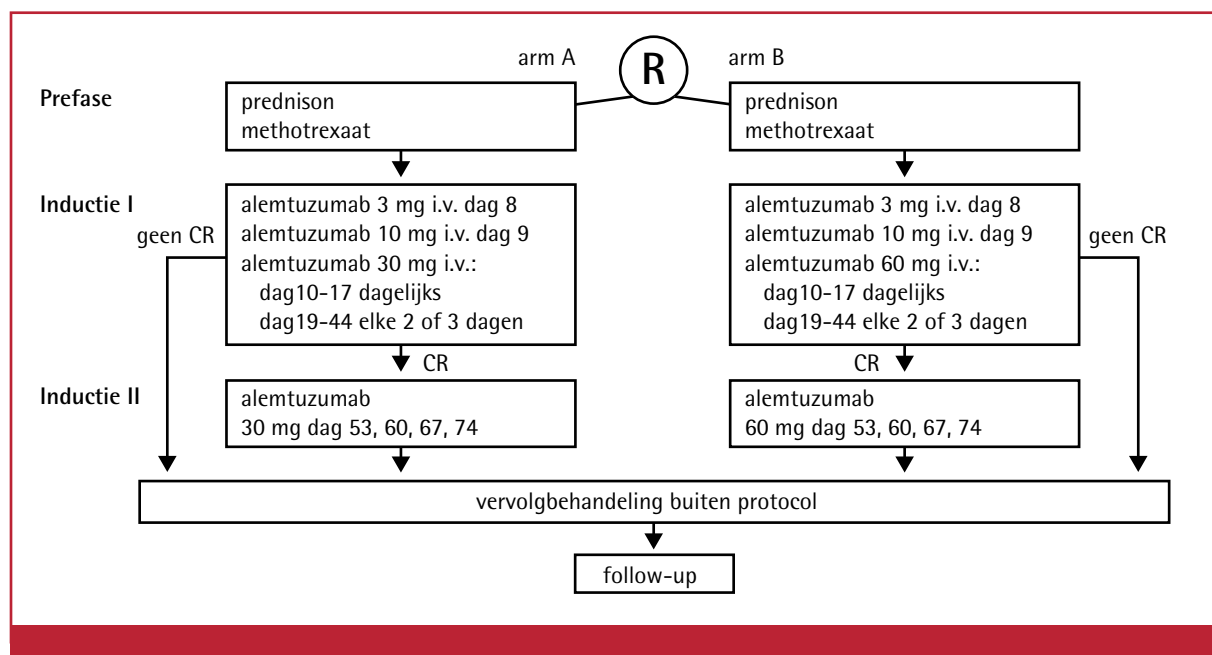 arm A
R
arm B
Prefase
prednison
methotrexaat
prednison
methotrexaat
Inductie I
geen CR
alemtuzumab 3 mg i.v. dag 8
alemtuzumab 10 mg i.v. dag 9
alemtuzumab 30 mg i.v.:
dag10-17 dagelijks
dag19-44 elke 2 of 3 dagen
alemtuzumab 3 mg i.v. dag 8
alemtuzumab 10 mg i.v. dag 9
alemtuzumab 60 mg i.v.:
dag10-17 dagelijks
dag19-44 elke 2 of 3 dagen
geen CR
CR
CR
Inductie II
alemtuzumab
30 mg dag 53, 60, 67, 74
alemtuzumab
60 mg dag 53, 60, 67, 74
vervolgbehandeling buiten protocol
follow-up